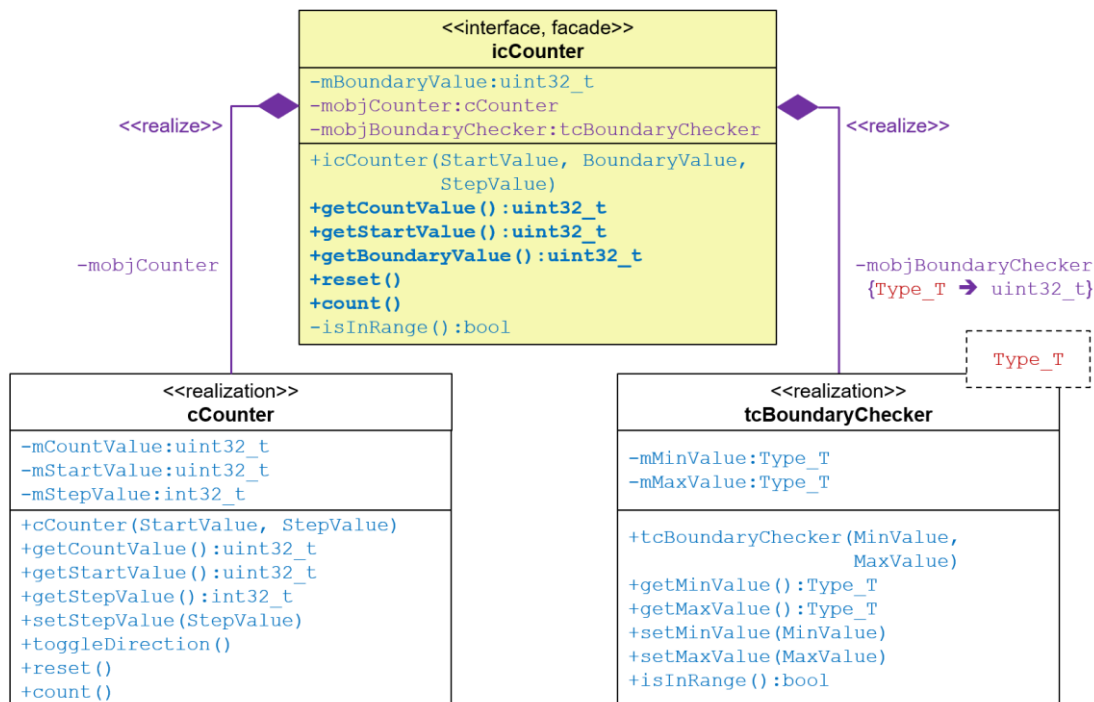 <<interface, facade>>
icCounter
-mBoundaryValue:uint32_t
-mobjCounter:cCounter
-mobjBoundaryChecker:tcBoundaryChecker
+icCounter(StartValue, BoundaryValue,
StepValue)
+getCountValue():uint32_t
+getStartValue():uint32_t
+getBoundaryValue():uint32_t
+reset()
+count()
-isInRange():bool
<<realize>>
<<realize>>
-mobjCounter
-mobjBoundaryChecker
{Type_T ➔ uint32_t}
<<realization>>
cCounter
-mCountValue:uint32_t
-mStartValue:uint32_t
-mStepValue:int32_t
+cCounter(StartValue, StepValue)
+getCountValue():uint32_t
+getStartValue():uint32_t
+getStepValue():int32_t
+setStepValue(StepValue)
+toggleDirection()
+reset()
+count()
Type_T
<<realization>>
tcBoundaryChecker
-mMinValue:Type_T
-mMaxValue:Type_T
+tcBoundaryChecker(MinValue,
MaxValue)
+getMinValue():Type_T
+getMaxValue():Type_T
+setMinValue(MinValue)
+setMaxValue(MaxValue)
+isInRange():bool